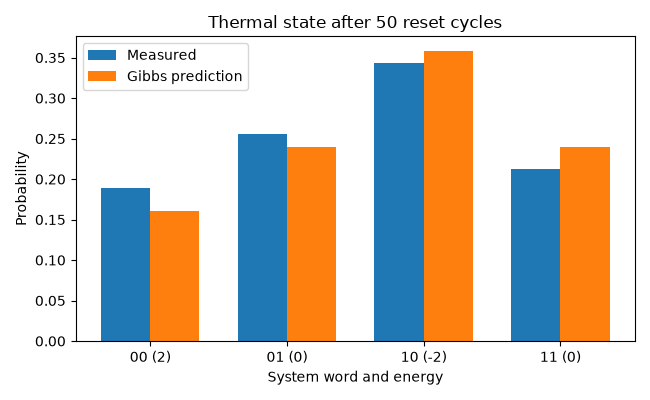 Thermal state after 50 reset cycles
Measured
Gibbs prediction
Probability
0.35
0.30
0.25
0.20
0.15
0.10
0.05
0.00
00 (2) 01 (0) 10 (-2) 11 (0)
System word and energy